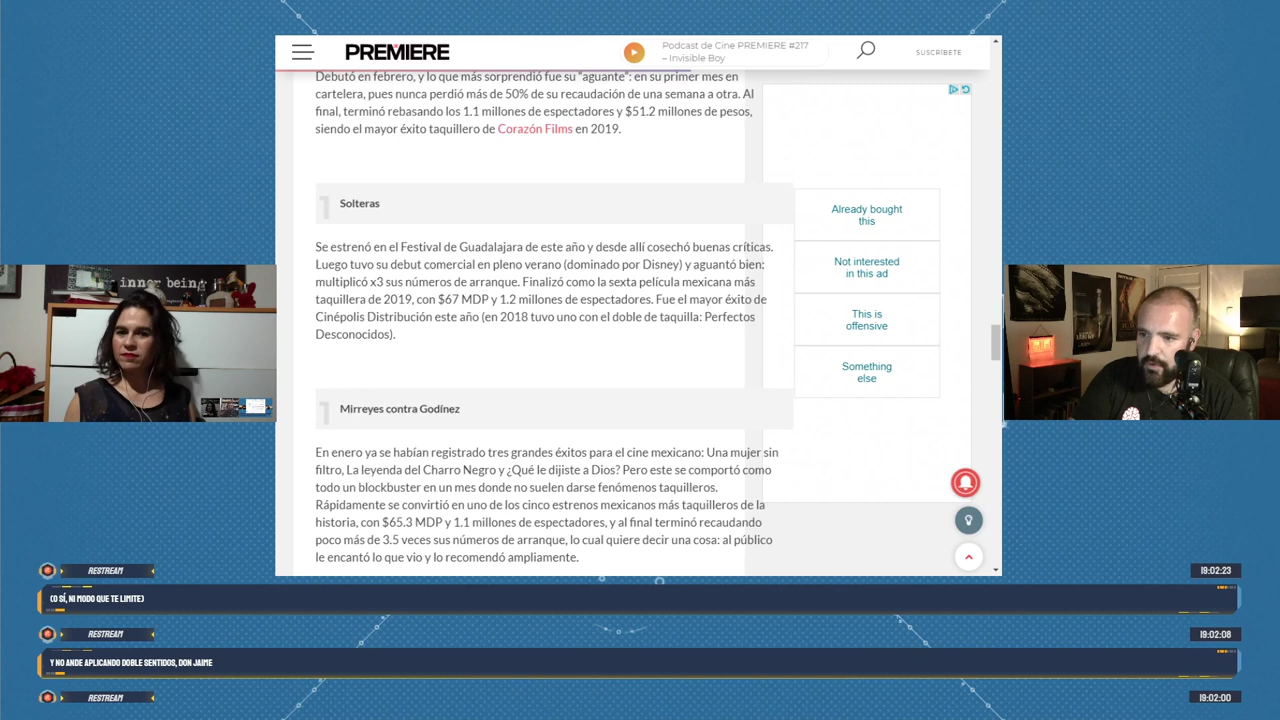 PREMIERE
Podcast de Cine PREMIERE #217
– Invisible Boy
SUSCRÍBETE
Debutó en febrero, y lo que más sorprendió fue su "aguante": en su primer mes en
cartelera, pues nunca perdió más de 50% de su recaudación de una semana a otra. Al
final, terminó rebasando los 1.1 millones de espectadores y $51.2 millones de pesos,
siendo el mayor éxito taquillero de Corazón Films en 2019.
1 Solteras
Se estrenó en el Festival de Guadalajara de este año y desde allí cosechó buenas críticas.
Luego tuvo su debut comercial en pleno verano (dominado por Disney) y aguantó bien:
multiplicó x3 sus números de arranque. Finalizó como la sexta película mexicana más
taquillera de 2019, con $67 MDP y 1.2 millones de espectadores. Fue el mayor éxito de
Cinépolis Distribución este año (en 2018 tuvo uno con el doble de taquilla: Perfectos
Desconocidos).
1 Mirreyes contra Godínez
En enero ya se habían registrado tres grandes éxitos para el cine mexicano: Una mujer sin
filtro, La leyenda del Charro Negro y ¿Qué le dijiste a Dios? Pero este se comportó como
todo un blockbuster en un mes donde no suelen darse fenómenos taquilleros.
Rápidamente se convirtió en uno de los cinco estrenos mexicanos más taquilleros de la
historia, con $65.3 MDP y 1.1 millones de espectadores, y al final terminó recaudando
poco más de 3.5 veces sus números de arranque, lo cual quiere decir una cosa: al público
le encantó lo que vio y lo recomendó ampliamente.
Already bought
this
Not interested
in this ad
This is
offensive
Something
else
inner being
RESTREAM
19:02:23
(O SÍ, NI MODO QUE TE LIMITE)
RESTREAM
19:02:08
Y NO ANDE APLICANDO DOBLE SENTIDOS, DON JAIME
RESTREAM
19:02:00